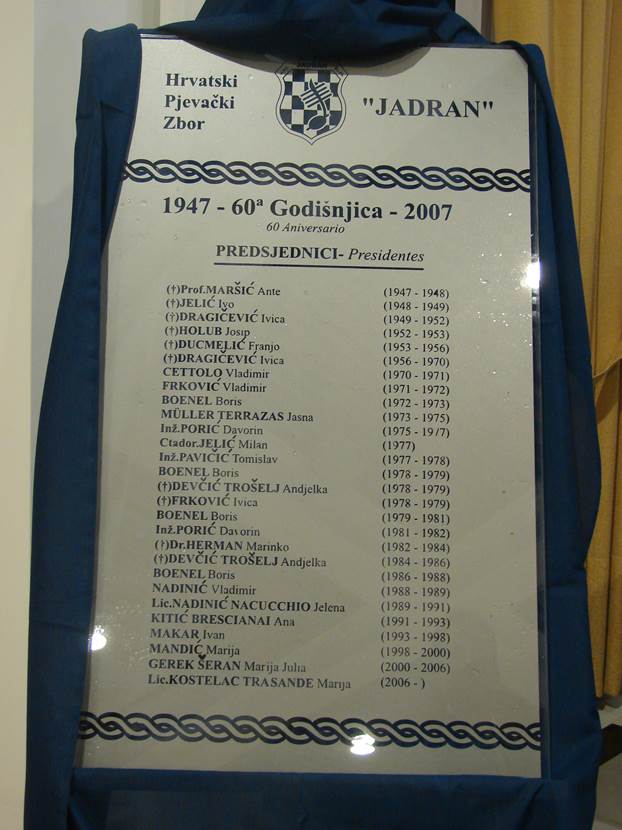 Hrvatski
Pjevački
Zbor
JADRAN
"JADRAN"
1947 - 60ª Godišnjica - 2007
60 Aniversario
PREDSJEDNICI- Presidentes
(†)Prof.MARŠIĆ Ante (1947 - 1948)
(†)JELIĆ Ivo (1948 - 1949)
(†)DRAGIČEVIĆ Ivica (1949 - 1952)
(†)HOLUB Josip (1952 - 1953)
(†)DUCMELIĆ Franjo (1953 - 1956)
(†)DRAGIČEVIĆ Ivica (1956 - 1970)
CETTOLO Vladimir (1970 - 1971)
FRKOVIĆ Vladimir (1971 - 1972)
BOENEL Boris (1972 - 1973)
MÜLLER TERRAZAS Jasna (1973 - 1975)
Inž.PORIĆ Davorin (1975 - 1977)
Ctador.JELIĆ Milan (1977)
Inž.PAVIČIĆ Tomislav (1977 - 1978)
BOENEL Boris (1978 - 1979)
(†)DEVČIĆ TROŠELJ Andjelka (1978 - 1979)
(†)FRKOVIĆ Ivica (1978 - 1979)
BOENEL Boris (1979 - 1981)
Inž.PORIĆ Davorin (1981 - 1982)
(†)Dr.HERMAN Marinko (1982 - 1984)
(†)DEVČIĆ TROŠELJ Andjelka (1984 - 1986)
BOENEL Boris (1986 - 1988)
NADINIĆ Vladimir (1988 - 1989)
Lic.NADINIĆ NACUCCHIO Jelena (1989 - 1991)
KITIĆ BRESCIANAI Ana (1991 - 1993)
MAKAR Ivan (1993 - 1998)
MANDIĆ Marija (1998 - 2000)
GEREK ŠERAN Marija Julia (2000 - 2006)
Lic.KOSTELAC TRASANDE Marija (2006 - )